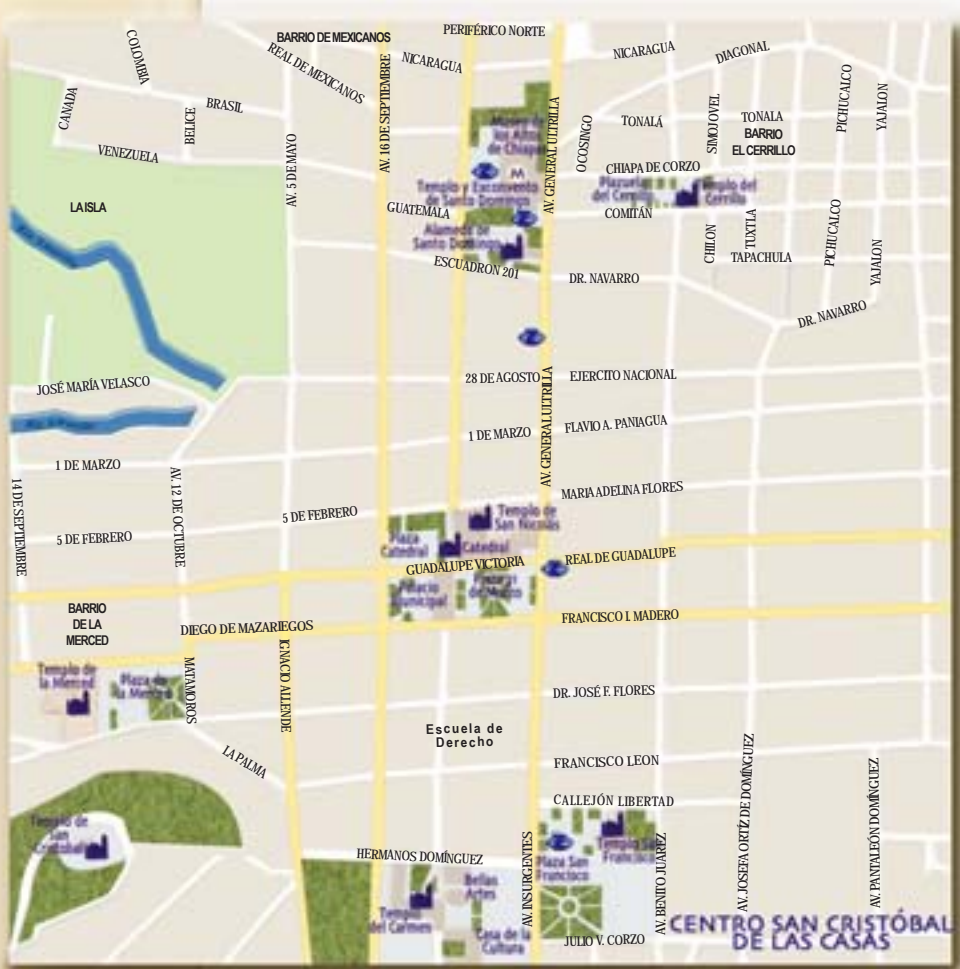 PERIFÉRICO NORTE
BARRIO DE MEXICANOS
COLOMBIA
REAL DE MEXICANOS
NICARAGUA
NICARAGUA
DIAGONAL
AV. 16 DE SEPTIEMBRE
CANADA
BRASIL
BELICE
VENEZUELA
AV. 5 DE MAYO
Museo de
los Altos
de Chiapas
AV. GENERAL ULTRILLA
OCOSINGO
TONALÁ
SIMOJOVEL
TONALA
BARRIO
EL CERRILLO
PICHUCALCO
YAJALON
CHIAPA DE CORZO
Plazuela
del Cerrillo
Templo del
Cerrillo
COMITÁN
Templo y Exconvento
de Santo Domingo
GUATEMALA
Alameda de
Santo Domingo
ESCUADRON 201
LA ISLA
CHILON
TUXTLA
TAPACHULA
PICHUCALCO
YAJALON
DR. NAVARRO
DR. NAVARRO
JOSÉ MARÍA VELASCO
28 DE AGOSTO
EJERCITO NACIONAL
AV. GENERAL ULTRILLA
1 DE MARZO
FLAVIO A. PANIAGUA
1 DE MARZO
14 DE SEPTIEMBRE
AV. 12 DE OCTUBRE
MARIA ADELINA FLORES
5 DE FEBRERO
5 DE FEBRERO
Templo de
San Nicolás
Plaza
Catedral
Catedral
GUADALUPE VICTORIA
REAL DE GUADALUPE
Palacio
Municipal
de Marzo
FRANCISCO I. MADERO
BARRIO
DE LA
MERCED
DIEGO DE MAZARIEGOS
IGNACIO ALLENDE
MATAMOROS
Templo de
la Merced
Plaza de
la Merced
DR. JOSÉ F. FLORES
Escuela de
Derecho
LA PALMA
FRANCISCO LEON
CALLEJÓN LIBERTAD
AV. JOSEFA ORTÍZ DE DOMÍNGUEZ
AV. PANTALEÓN DOMÍNGUEZ
Templo de
San
Cristobal
HERMANOS DOMÍNGUEZ
AV. INSURGENTES
Templo San
Francisco
Plaza San
Francisco
AV. BENITO JUÁREZ
Bellas
Artes
Templo
del Carmen
Casa de la
Cultura
JULIO V. CORZO
CENTRO SAN CRISTÓBAL
DE LAS CASAS